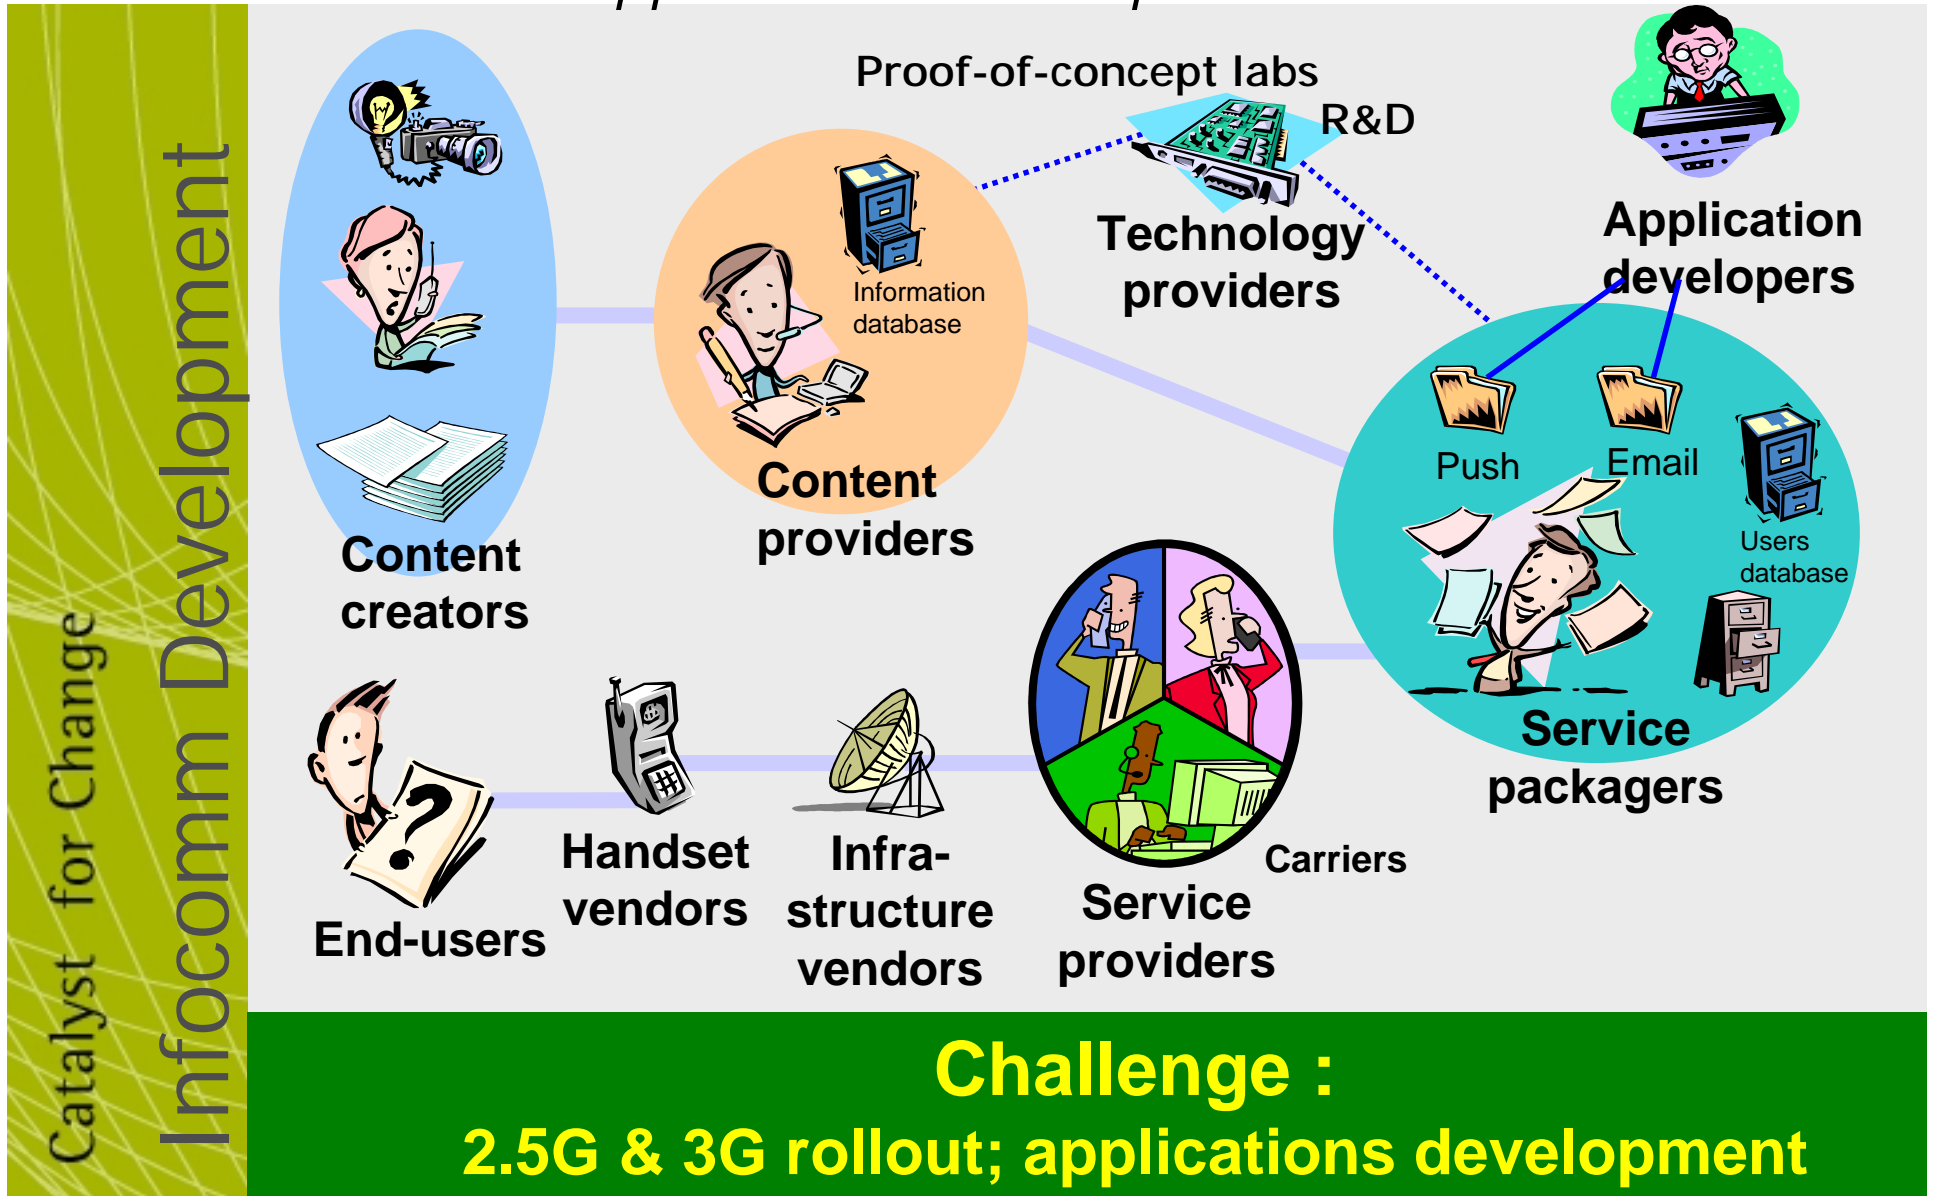 Catalyst for Change
Infocomm Development
Proof-of-concept labs
R&D
Technology
providers
Application
developers
Information
database
Content
providers
Content
creators
Push
Email
Users
database
Service
packagers
End-users
Handset
vendors
Infra-
structure
vendors
Service
providers
Carriers
Challenge :
2.5G & 3G rollout; applications development